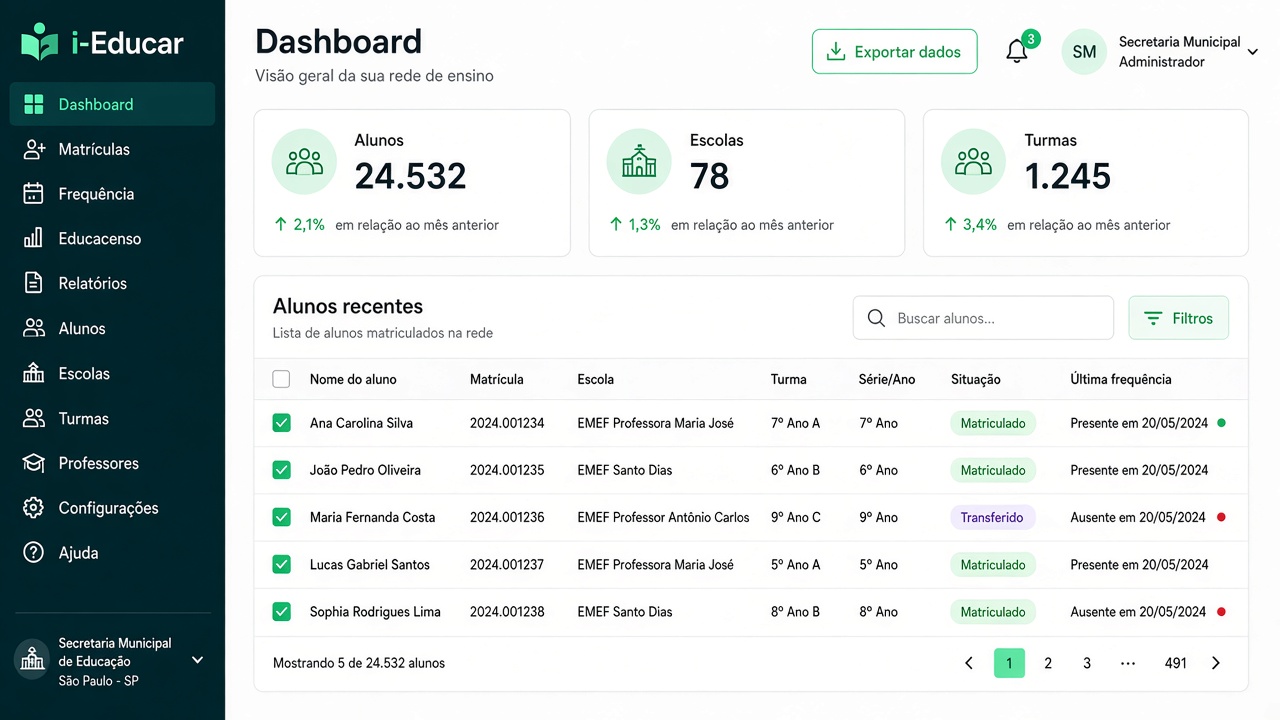 i-Educar
Dashboard
Matrículas
Frequência
Educacenso
Relatórios
Alunos
Escolas
Turmas
Professores
Configurações
Ajuda
Secretaria Municipal
de Educação
São Paulo - SP
Dashboard
Visão geral da sua rede de ensino
Exportar dados
3
SM
Secretaria Municipal
Administrador
Alunos
24.532
↑ 2,1% em relação ao mês anterior
Escolas
78
↑ 1,3% em relação ao mês anterior
Turmas
1.245
↑ 3,4% em relação ao mês anterior
Alunos recentes
Lista de alunos matriculados na rede
Buscar alunos...
Filtros
Nome do aluno Matrícula Escola Turma Série/Ano Situação Última frequência
Ana Carolina Silva 2024.001234 EMEF Professora Maria José 7º Ano A 7º Ano Matriculado Presente em 20/05/2024
João Pedro Oliveira 2024.001235 EMEF Santo Dias 6º Ano B 6º Ano Matriculado Presente em 20/05/2024
Maria Fernanda Costa 2024.001236 EMEF Professor Antônio Carlos 9º Ano C 9º Ano Transferido Ausente em 20/05/2024
Lucas Gabriel Santos 2024.001237 EMEF Professora Maria José 5º Ano A 5º Ano Matriculado Presente em 20/05/2024
Sophia Rodrigues Lima 2024.001238 EMEF Santo Dias 8º Ano B 8º Ano Matriculado Ausente em 20/05/2024
Mostrando 5 de 24.532 alunos
1 2 3 ... 491